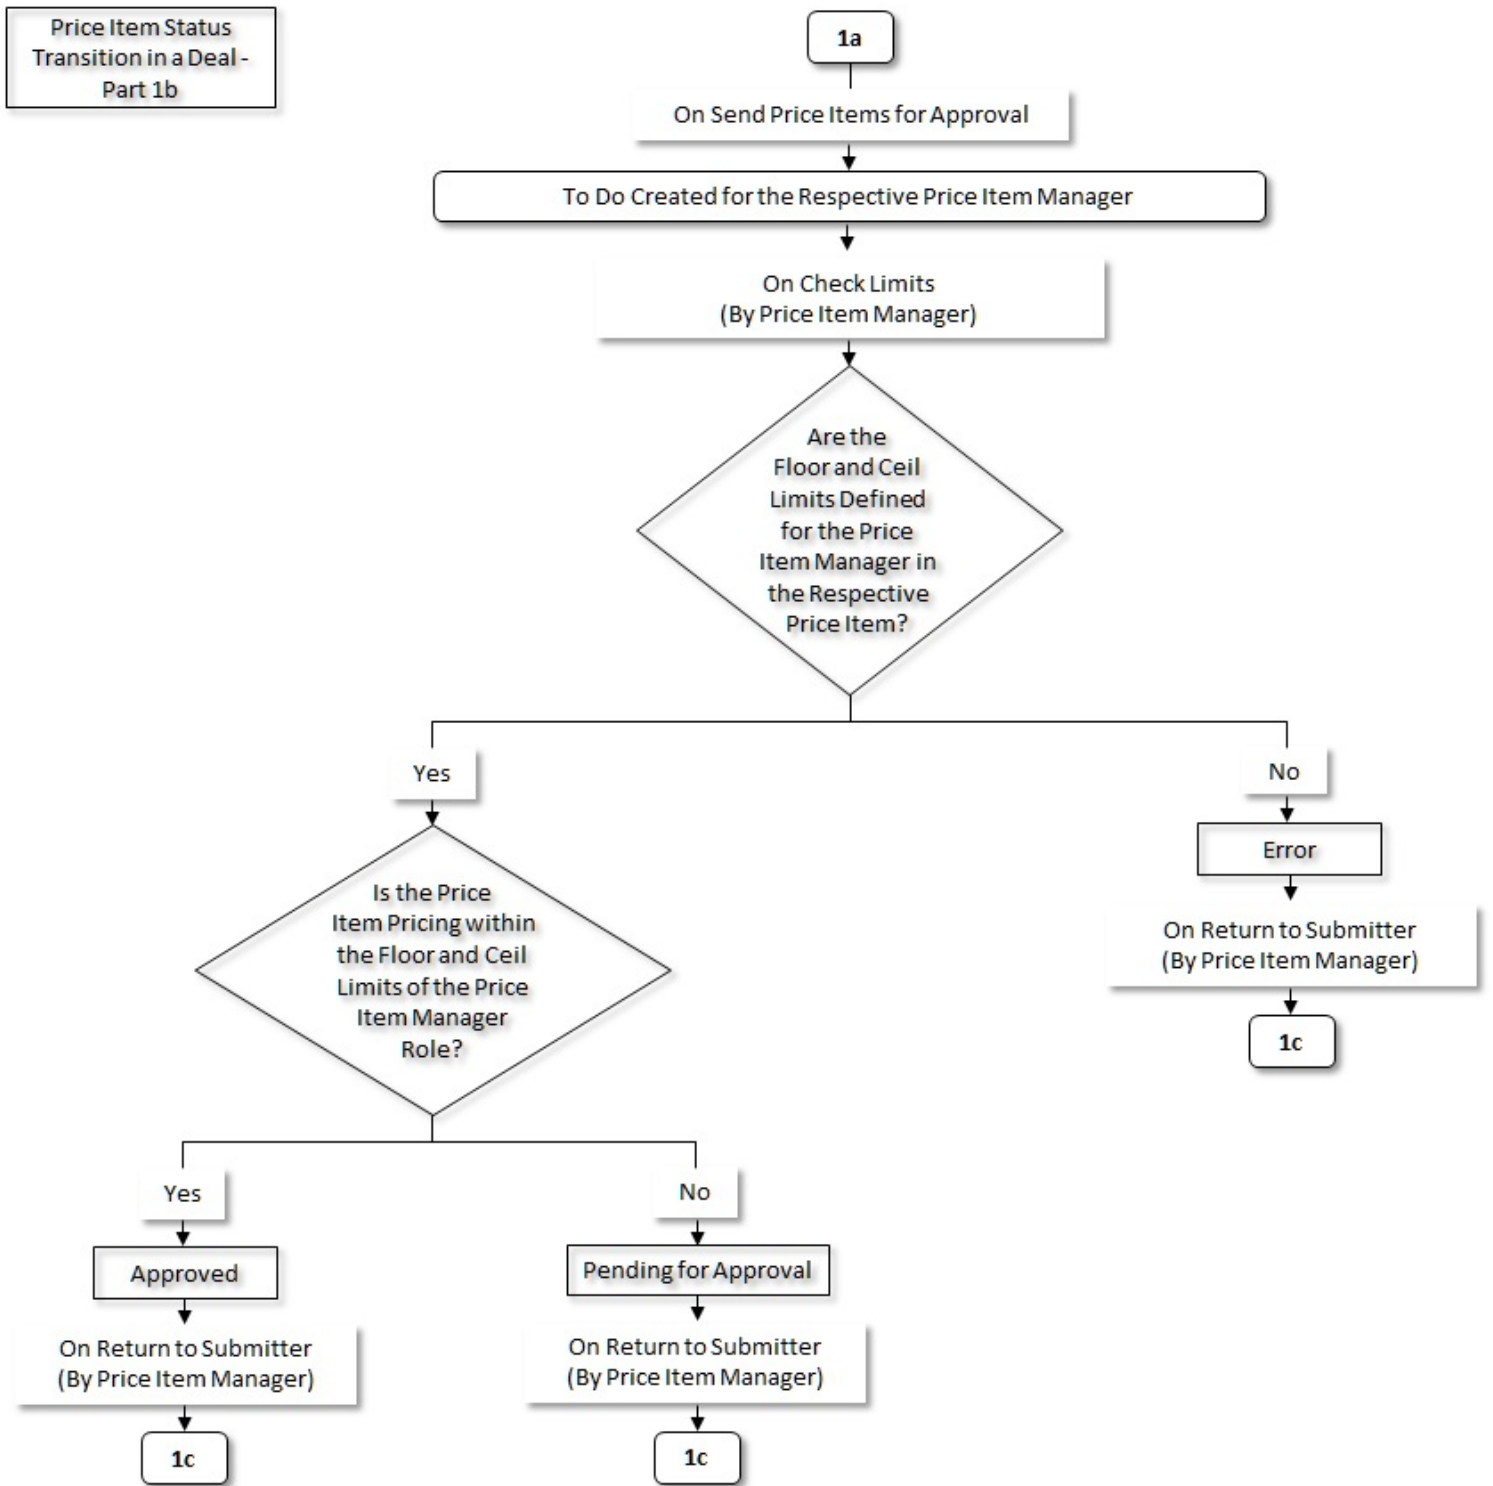 Price Item Status
Transition in a Deal -
Part 1b
1a
On Send Price Items for Approval
To Do Created for the Respective Price Item Manager
On Check Limits
(By Price Item Manager)
Are the
Floor and Ceil
Limits Defined
for the Price
Item Manager in
the Respective
Price Item?
Yes
No
Error
On Return to Submitter
(By Price Item Manager)
1c
Is the Price
Item Pricing within
the Floor and Ceil
Limits of the Price
Item Manager
Role?
Yes
No
Approved
Pending for Approval
On Return to Submitter
(By Price Item Manager)
On Return to Submitter
(By Price Item Manager)
1c
1c